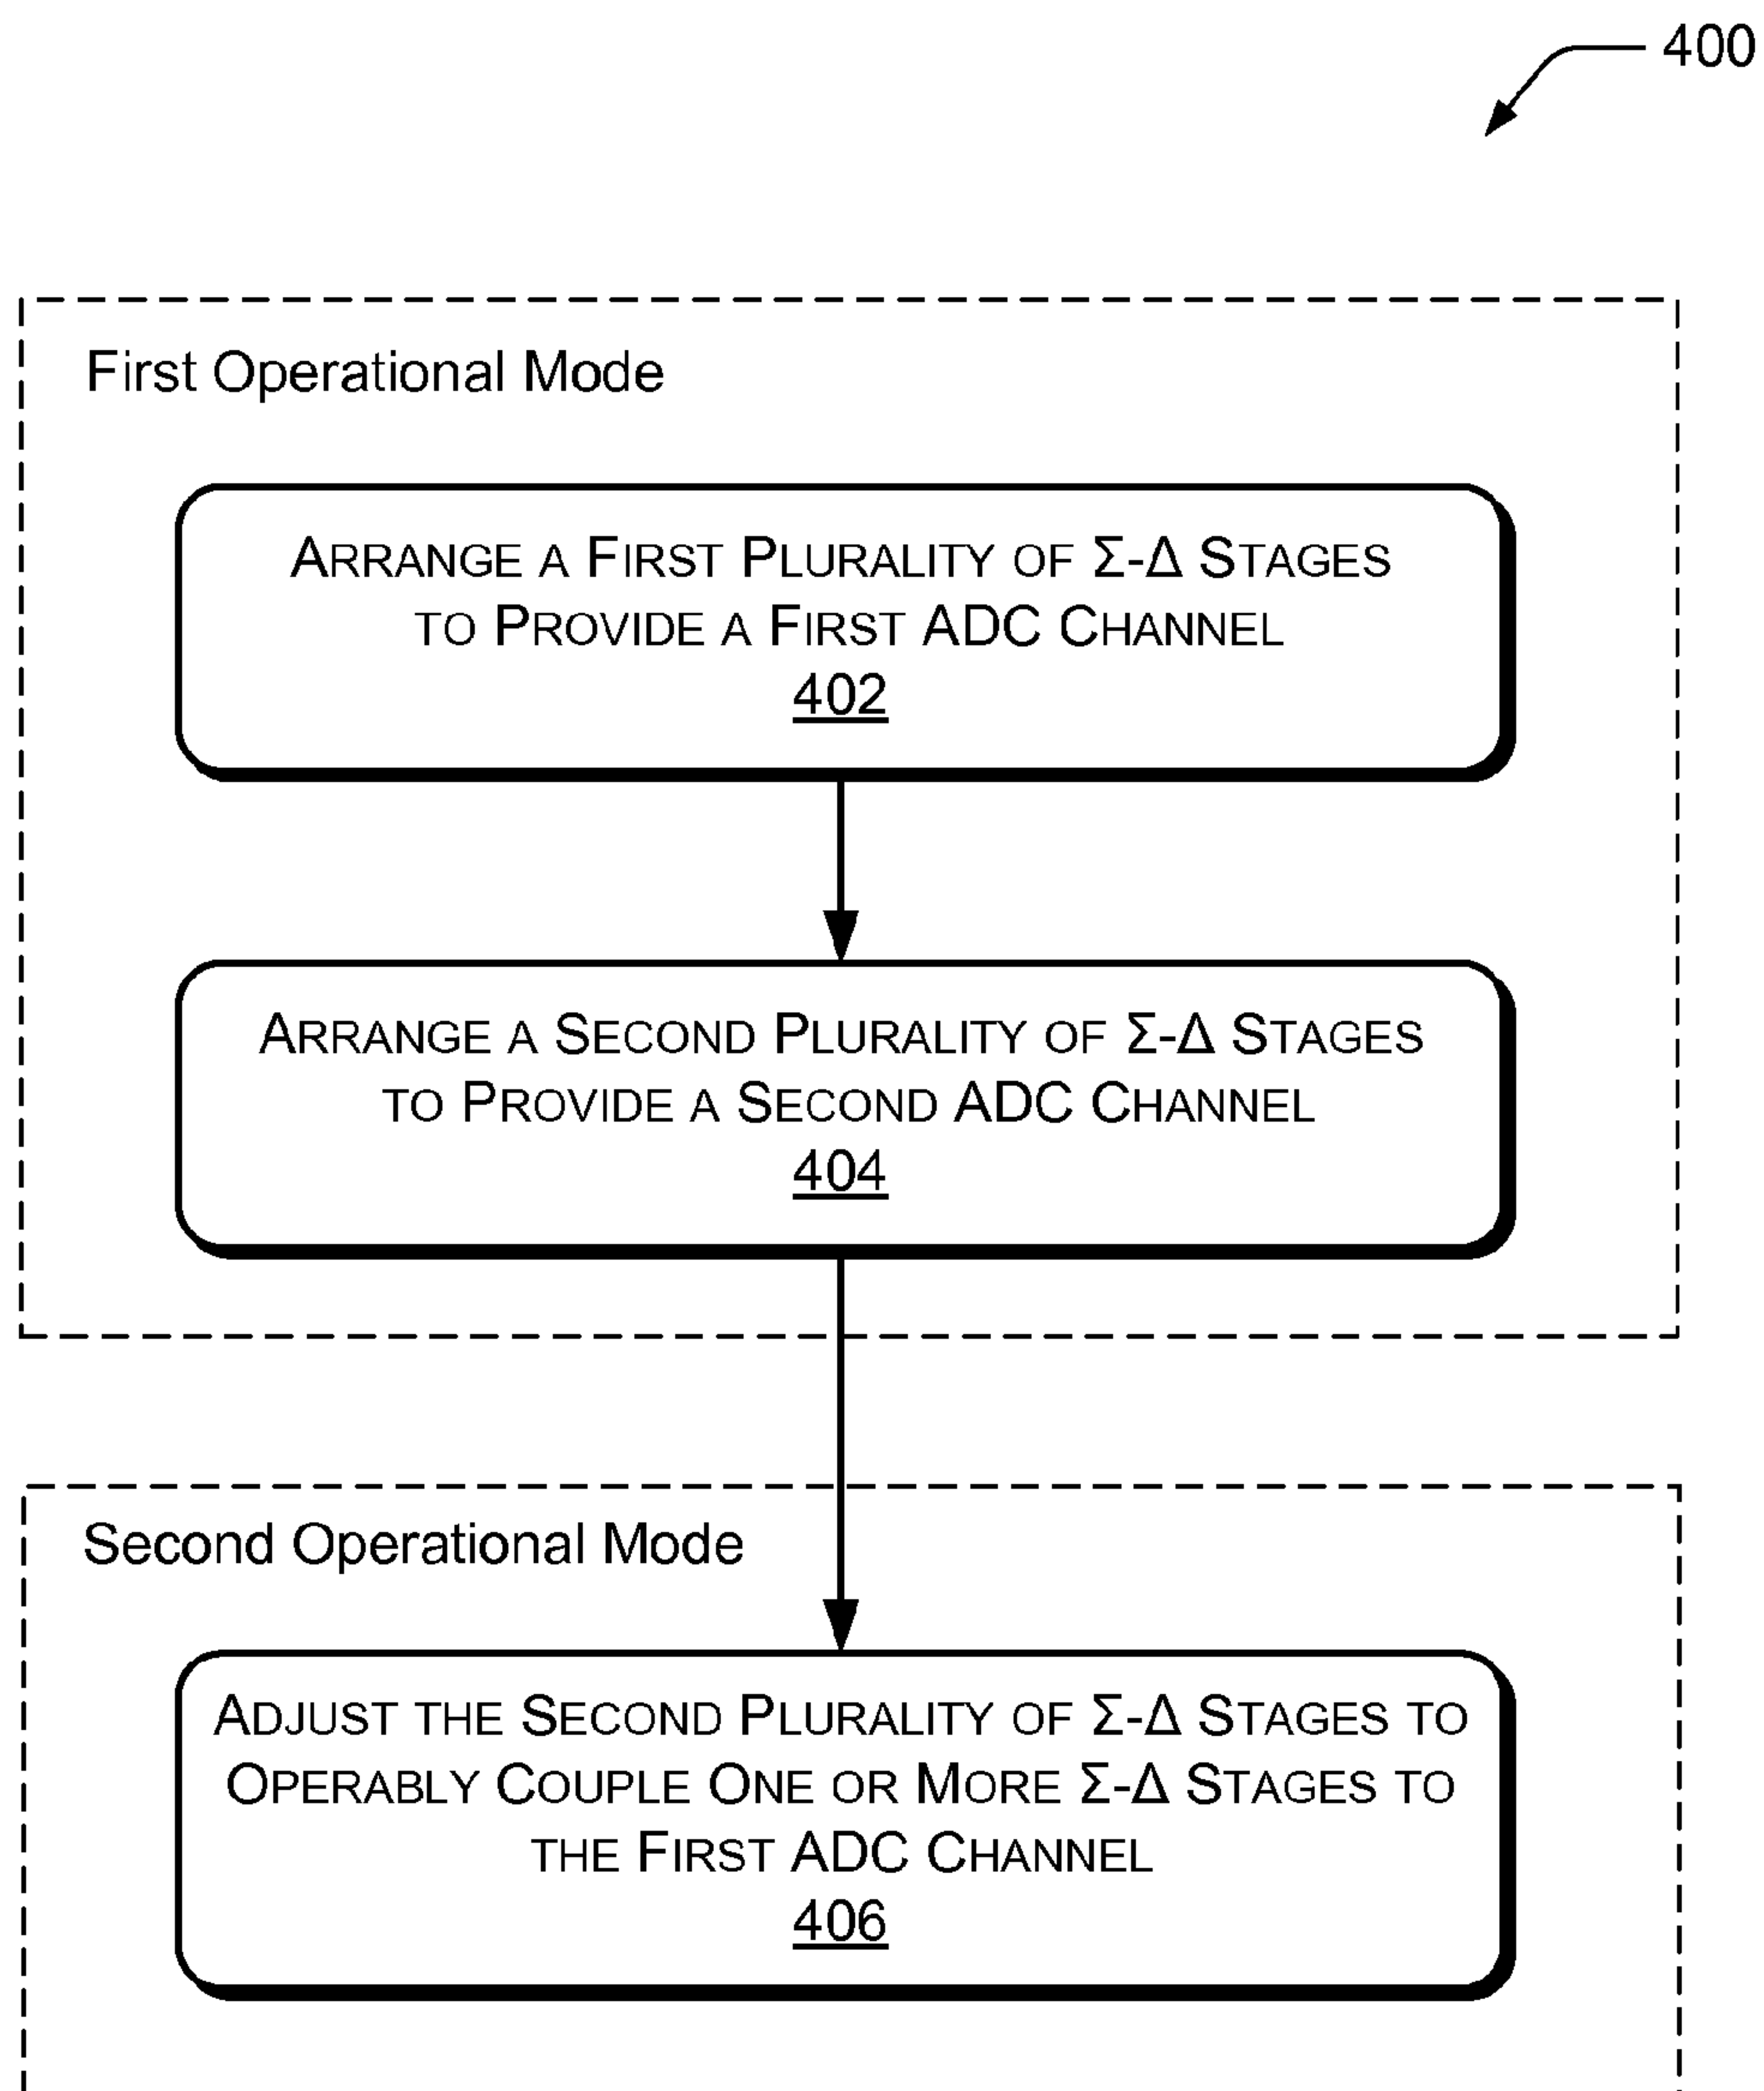 400
First Operational Mode
ARRANGE A FIRST PLURALITY OF Σ-Δ STAGES
TO PROVIDE A FIRST ADC CHANNEL
402
ARRANGE A SECOND PLURALITY OF Σ-Δ STAGES
TO PROVIDE A SECOND ADC CHANNEL
404
Second Operational Mode
ADJUST THE SECOND PLURALITY OF Σ-Δ STAGES TO
OPERABLY COUPLE ONE OR MORE Σ-Δ STAGES TO
THE FIRST ADC CHANNEL
406